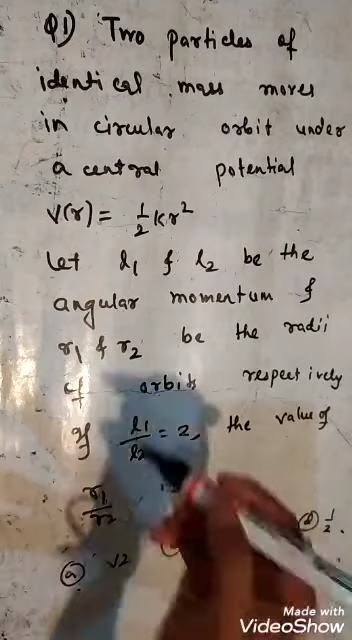 Q1) Two particles of
identical mass moves
in circular orbit under
a central potential
V(r) = 1/2 kr²
Let l1 & l2 be the
angular momentum &
r1 & r2 be the radii
of orbits respectively
If l1/l2 = 2, the value of
r1/r2
(d) 1/2.
(a) √2
Made with
VideoShow